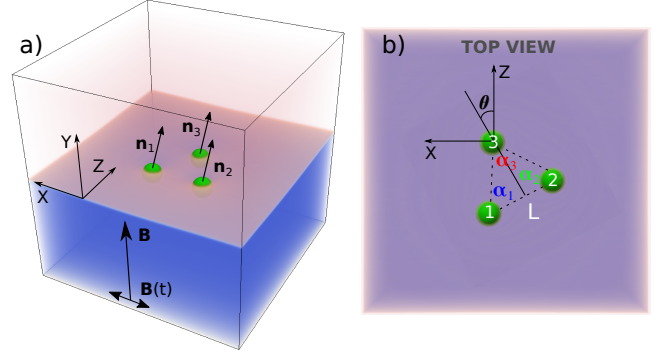 a)
n₁
n₃
n₂
Y
Z
X
B
B(t)
b)
TOP VIEW
Z
θ
X
3
α₃
2
α₁
1
L